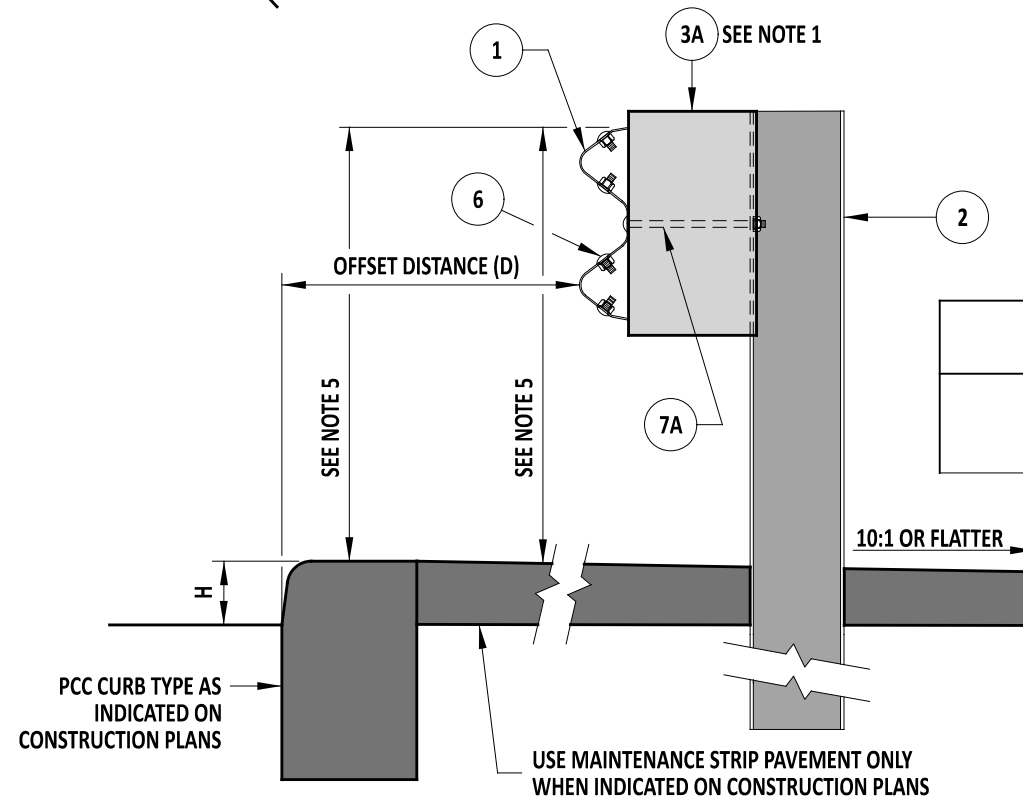 3A SEE NOTE 1
1
6
2
OFFSET DISTANCE (D)
SEE NOTE 5
SEE NOTE 5
7A
10:1 OR FLATTER
H
PCC CURB TYPE AS
INDICATED ON
CONSTRUCTION PLANS
USE MAINTENANCE STRIP PAVEMENT ONLY
WHEN INDICATED ON CONSTRUCTION PLANS